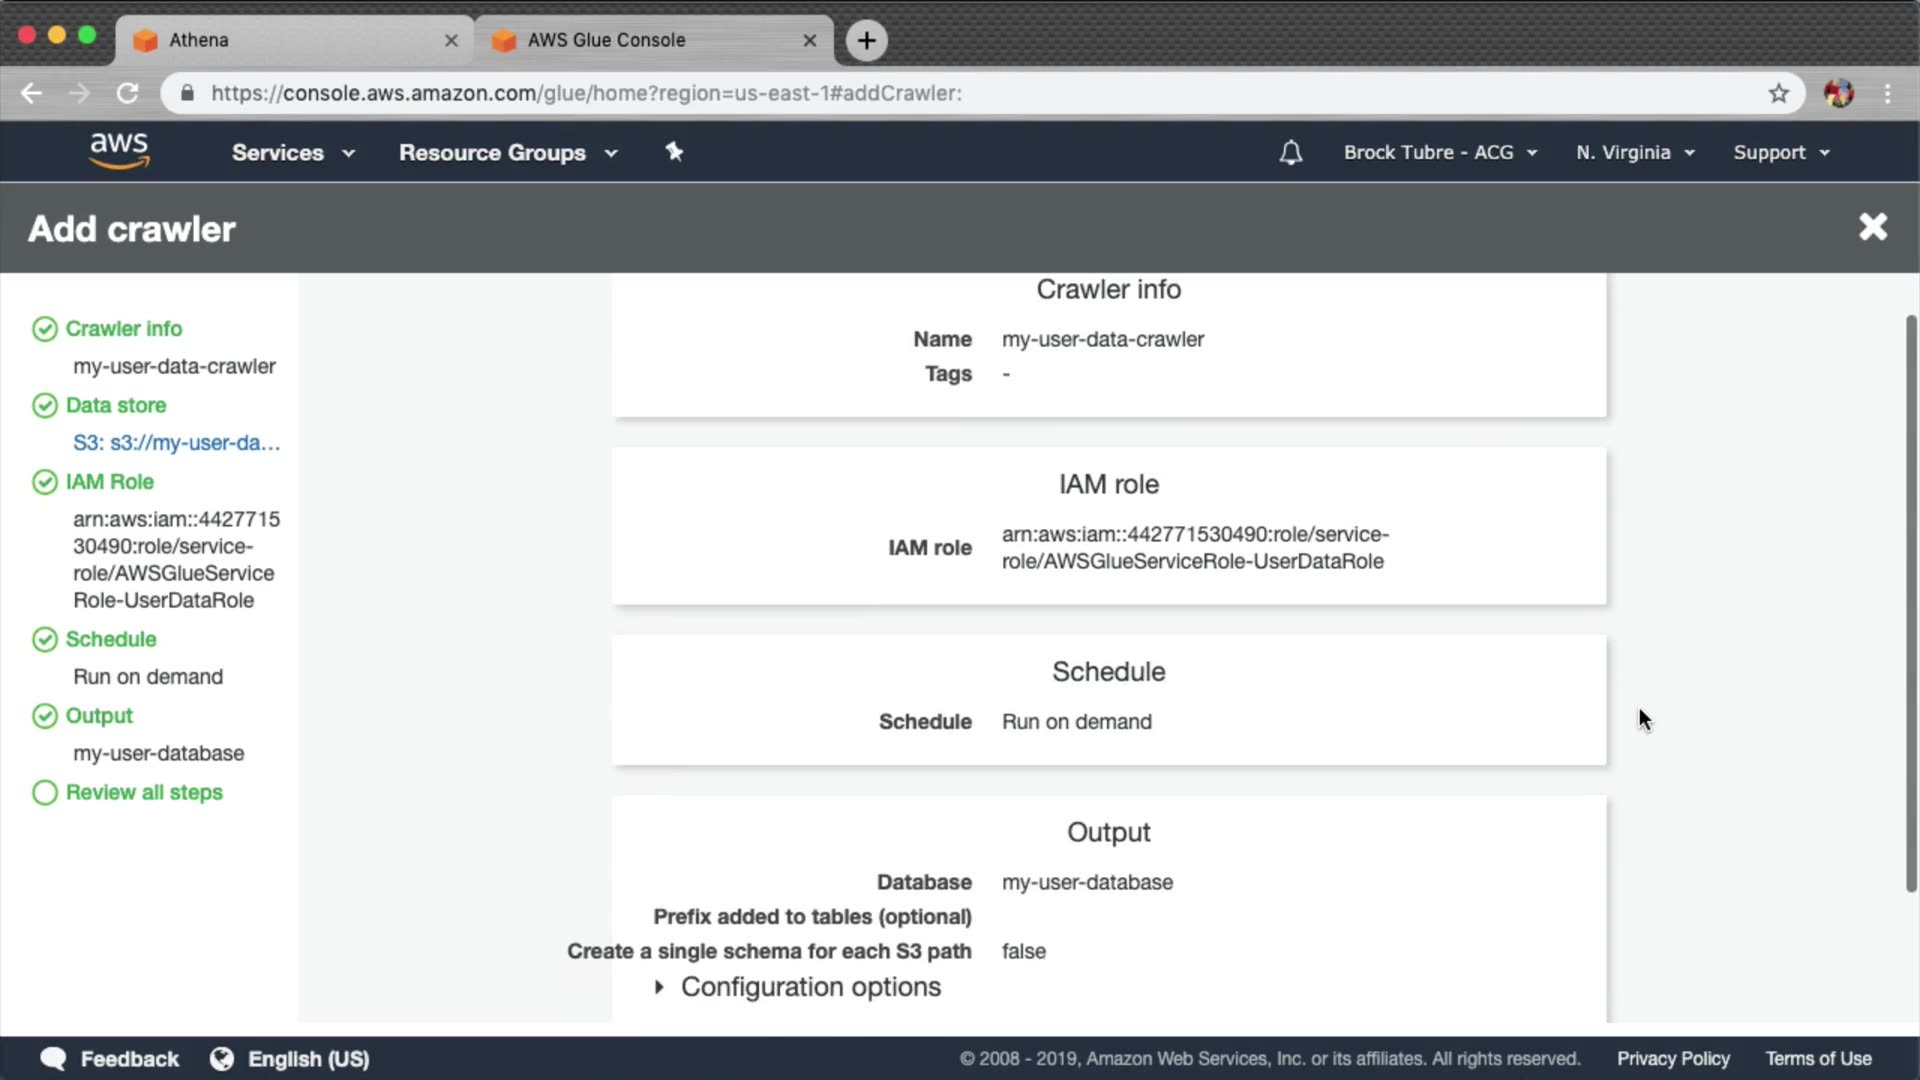 Athena
AWS Glue Console
https://console.aws.amazon.com/glue/home?region=us-east-1#addCrawler:
aws
Services
Resource Groups
Brock Tubre - ACG
N. Virginia
Support
Add crawler
Crawler info
my-user-data-crawler
Data store
S3: s3://my-user-da...
IAM Role
arn:aws:iam::4427715
30490:role/service-
role/AWSGlueService
Role-UserDataRole
Schedule
Run on demand
Output
my-user-database
Review all steps
Crawler info
Name my-user-data-crawler
Tags -
IAM role
IAM role arn:aws:iam::442771530490:role/service-
role/AWSGlueServiceRole-UserDataRole
Schedule
Schedule Run on demand
Output
Database my-user-database
Prefix added to tables (optional)
Create a single schema for each S3 path false
Configuration options
Feedback
English (US)
© 2008 - 2019, Amazon Web Services, Inc. or its affiliates. All rights reserved.
Privacy Policy
Terms of Use